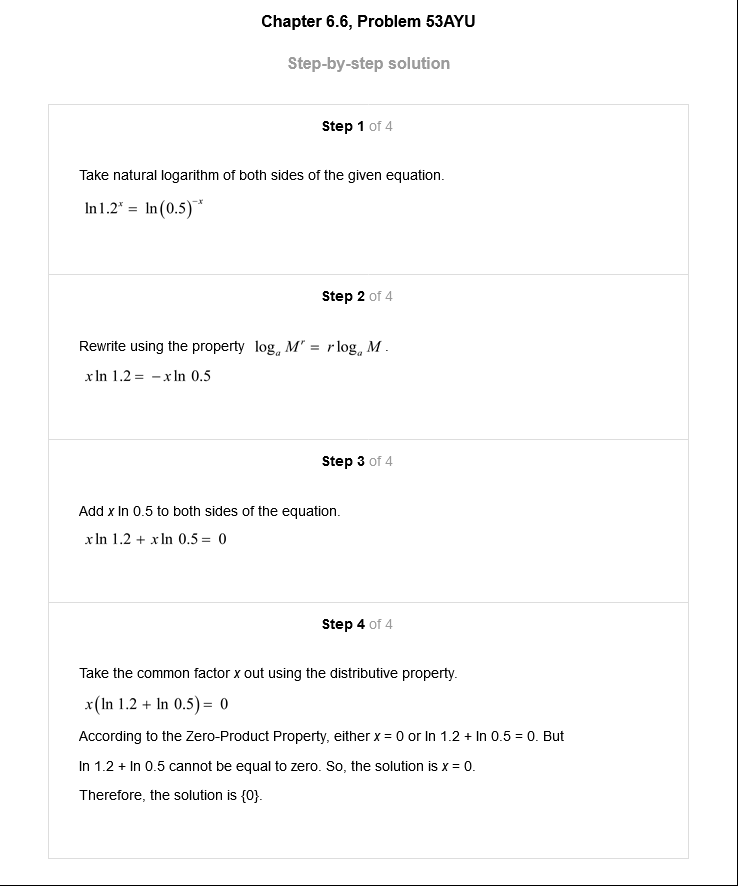 Chapter 6.6, Problem 53AYU
Step-by-step solution
Step 1 of 4
Take natural logarithm of both sides of the given equation.
ln 1.2ˣ = ln(0.5)⁻ˣ
Step 2 of 4
Rewrite using the property logₐ Mʳ = r logₐ M .
x ln 1.2 = − x ln 0.5
Step 3 of 4
Add x ln 0.5 to both sides of the equation.
x ln 1.2 + x ln 0.5 = 0
Step 4 of 4
Take the common factor x out using the distributive property.
x(ln 1.2 + ln 0.5) = 0
According to the Zero-Product Property, either x = 0 or ln 1.2 + ln 0.5 = 0. But
ln 1.2 + ln 0.5 cannot be equal to zero. So, the solution is x = 0.
Therefore, the solution is {0}.